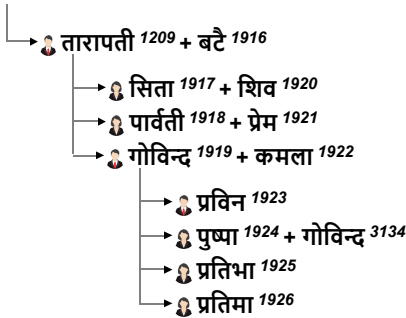 तारापती 1209 + बटै 1916
सिता 1917 + शिव 1920
पार्वती 1918 + प्रेम 1921
गोविन्द 1919 + कमला 1922
प्रविन 1923
पुष्पा 1924 + गोविन्द 3134
प्रतिभा 1925
प्रतिमा 1926